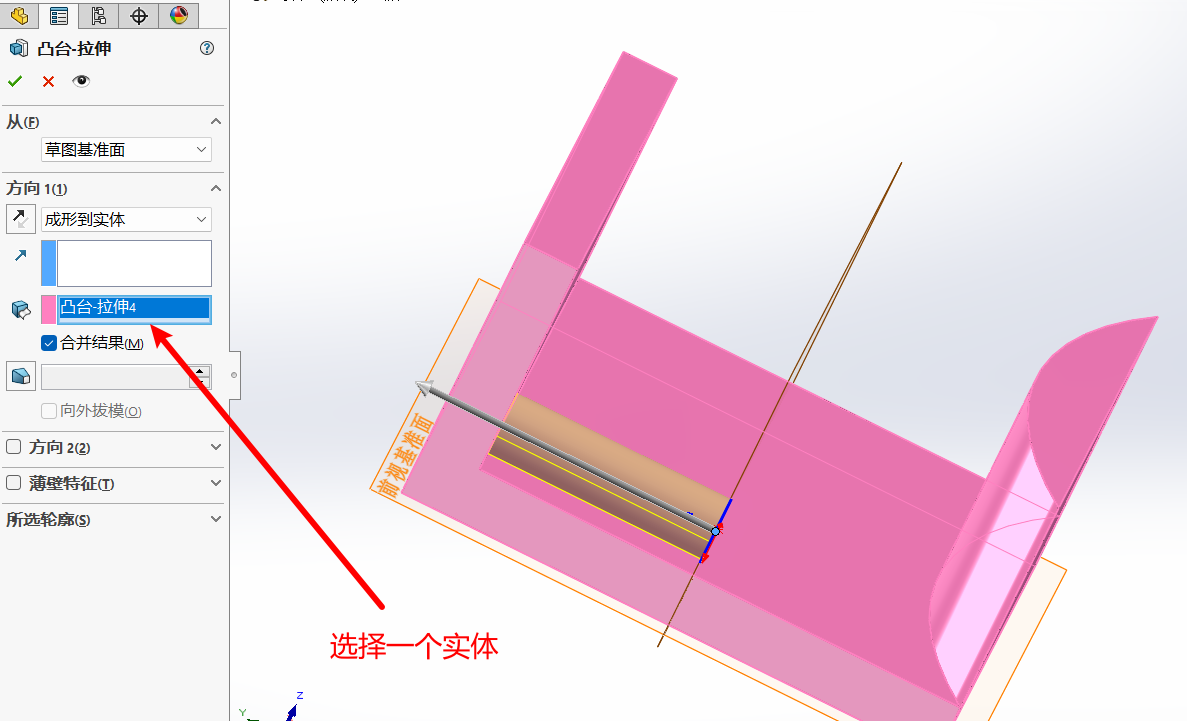 凸台-拉伸
从(F)
草图基准面
方向 1(1)
成形到实体
凸台-拉伸4
合并结果(M)
向外拔模(O)
方向 2(2)
薄壁特征(T)
所选轮廓(S)
前视基准面
选择一个实体
Z
Y